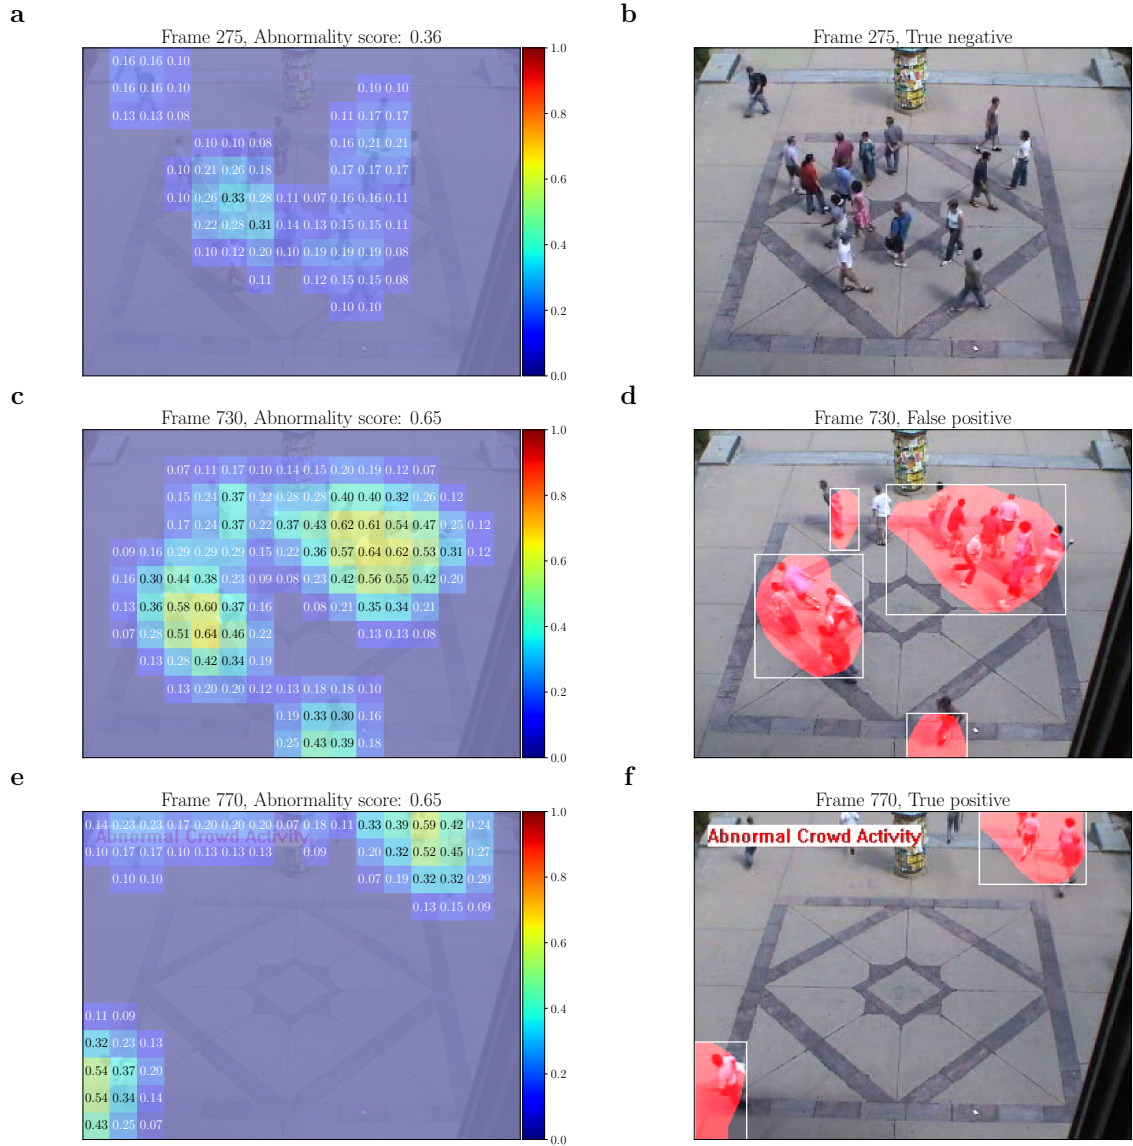 a
Frame 275, Abnormality score: 0.36
0.16 0.16 0.10
0.16 0.16 0.10 0.10 0.10
0.13 0.13 0.08 0.11 0.17 0.17
0.10 0.10 0.08 0.16 0.21 0.21
0.10 0.21 0.26 0.18 0.17 0.17 0.17
0.10 0.26 0.33 0.28 0.11 0.07 0.16 0.16 0.11
0.22 0.28 0.31 0.14 0.13 0.15 0.15 0.11
0.10 0.12 0.20 0.10 0.19 0.19 0.19 0.08
0.11 0.12 0.15 0.15 0.08
0.10 0.10
1.0
0.8
0.6
0.4
0.2
0.0
b
Frame 275, True negative
c
Frame 730, Abnormality score: 0.65
0.07 0.11 0.17 0.10 0.14 0.15 0.20 0.19 0.12 0.07
0.15 0.24 0.37 0.22 0.28 0.28 0.40 0.40 0.32 0.26 0.12
0.17 0.24 0.37 0.22 0.37 0.43 0.62 0.61 0.54 0.47 0.25 0.12
0.09 0.16 0.29 0.29 0.29 0.15 0.22 0.36 0.57 0.64 0.62 0.53 0.31 0.12
0.16 0.30 0.44 0.38 0.23 0.09 0.08 0.23 0.42 0.56 0.55 0.42 0.20
0.13 0.36 0.58 0.60 0.37 0.16 0.08 0.21 0.35 0.34 0.21
0.07 0.28 0.51 0.64 0.46 0.22 0.13 0.13 0.08
0.13 0.28 0.42 0.34 0.19
0.13 0.20 0.20 0.12 0.13 0.18 0.18 0.10
0.19 0.33 0.30 0.16
0.25 0.43 0.39 0.18
1.0
0.8
0.6
0.4
0.2
0.0
d
Frame 730, False positive
e
Frame 770, Abnormality score: 0.65
0.14 0.23 0.23 0.17 0.20 0.20 0.20 0.07 0.18 0.11 0.33 0.39 0.59 0.42 0.24
Abnormal Crowd Activity
0.10 0.17 0.17 0.10 0.13 0.13 0.13 0.09 0.20 0.32 0.52 0.45 0.27
0.10 0.10 0.07 0.19 0.32 0.32 0.20
0.13 0.15 0.09
0.11 0.09
0.32 0.23 0.13
0.54 0.37 0.20
0.54 0.34 0.14
0.43 0.25 0.07
1.0
0.8
0.6
0.4
0.2
0.0
f
Frame 770, True positive
Abnormal Crowd Activity